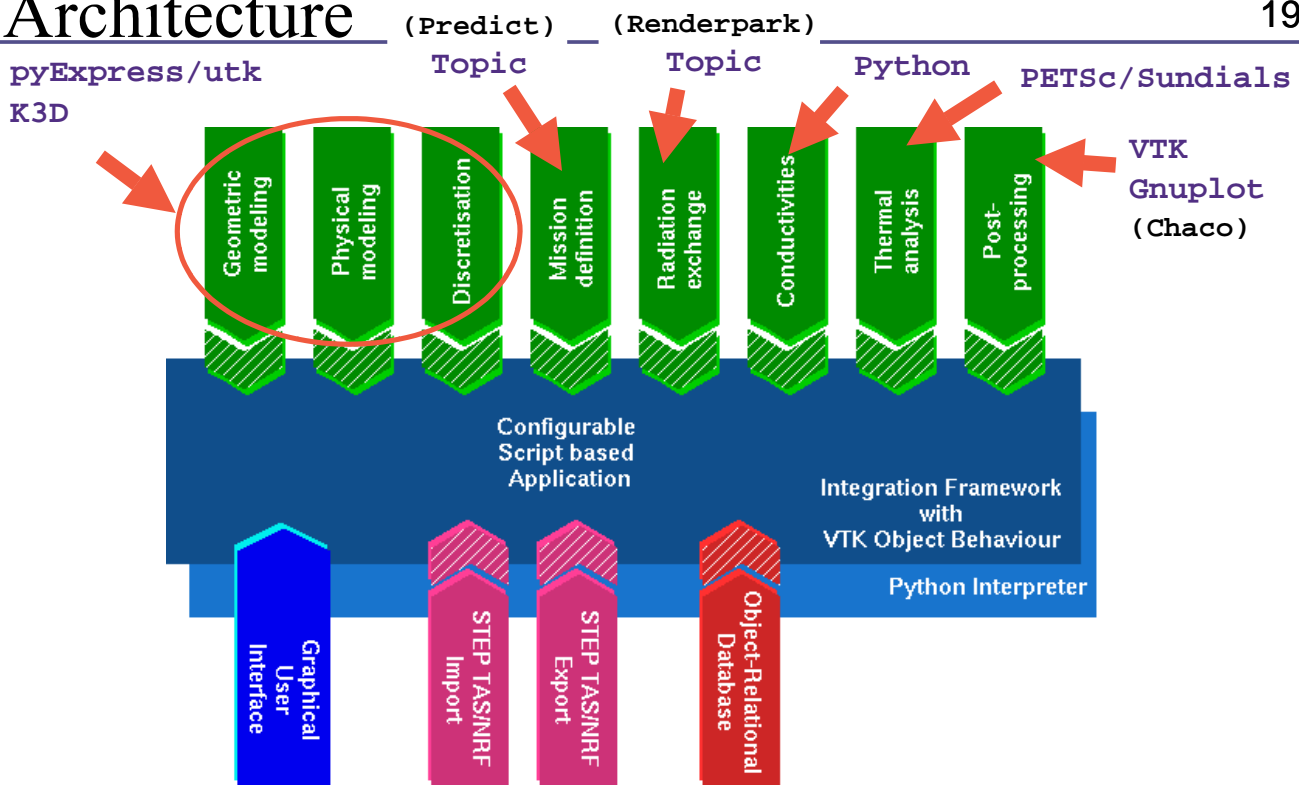 Architecture
(Predict)
(Renderpark)
19
pyExpress/utk
K3D
Topic
Topic
Python
PETSc/Sundials
VTK
Gnuplot
(Chaco)
Geometric
modeling
Physical
modeling
Discretisation
Mission
definition
Radiation
exchange
Conductivities
Thermal
analysis
Post-
processing
Configurable
Script based
Application
Integration Framework
with
VTK Object Behaviour
Python Interpreter
Graphical
User
Interface
STEP TAS/NRF
Import
STEP TAS/NRF
Export
Object-Relational
Database